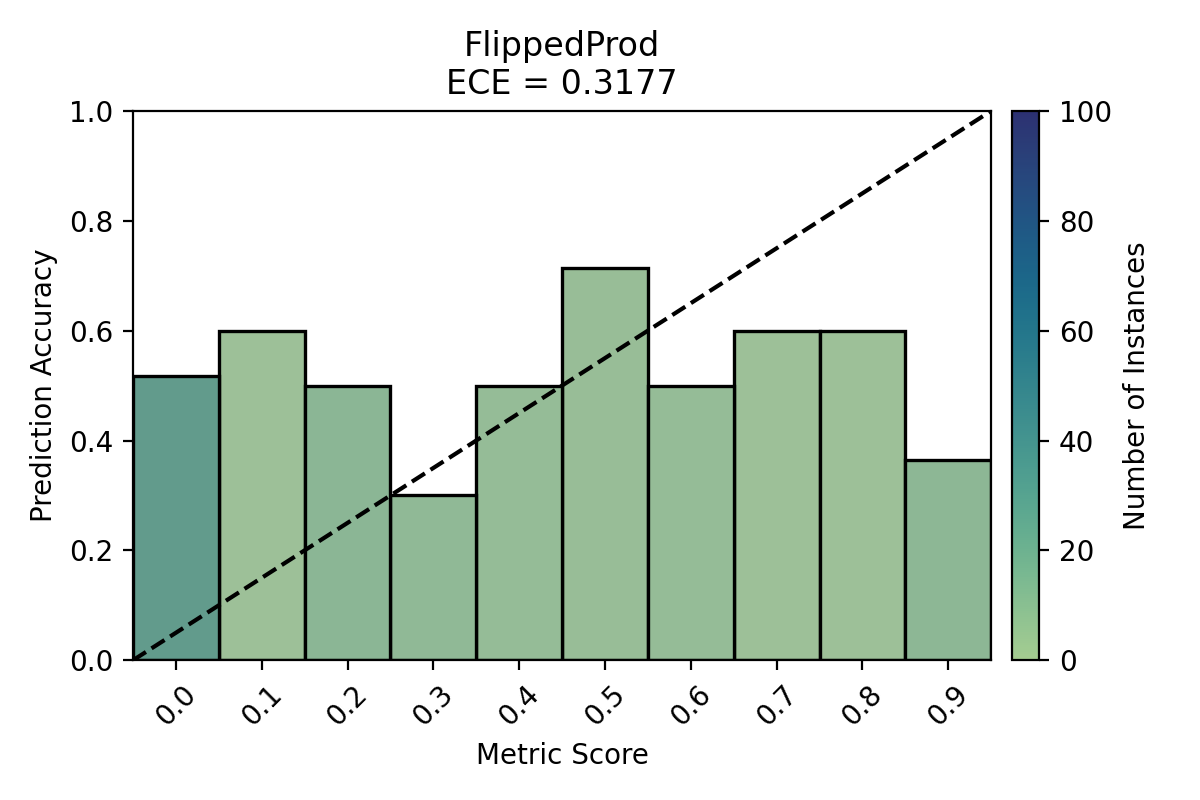 FlippedProd
ECE = 0.3177
Prediction Accuracy
1.0
0.8
0.6
0.4
0.2
0.0
0.0 0.1 0.2 0.3 0.4 0.5 0.6 0.7 0.8 0.9
Metric Score
100
80
60
40
20
0
Number of Instances